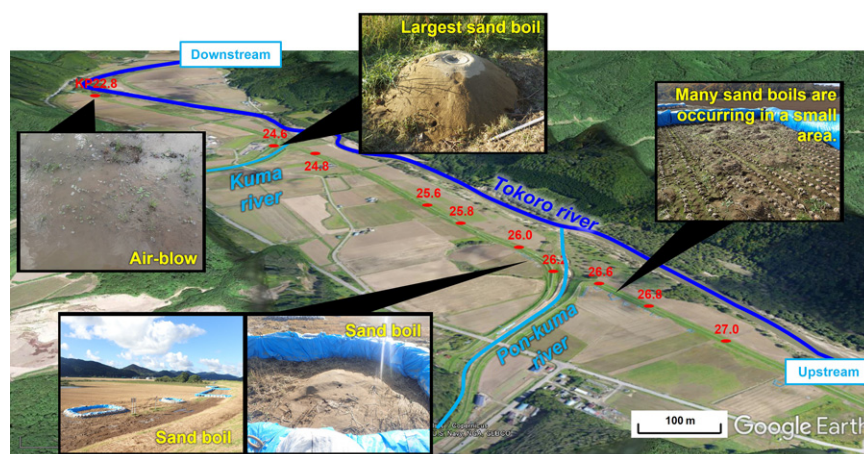 Downstream
Largest sand boil
Many sand boils are
occurring in a small
area.
KP22.8
24.6
24.8
Kuma
river
Tokoro river
25.6
25.8
26.0
26.2
26.6
26.8
27.0
Air-blow
Pon-kuma
river
Upstream
Sand boil
Sand boil
100 m
Google Earth